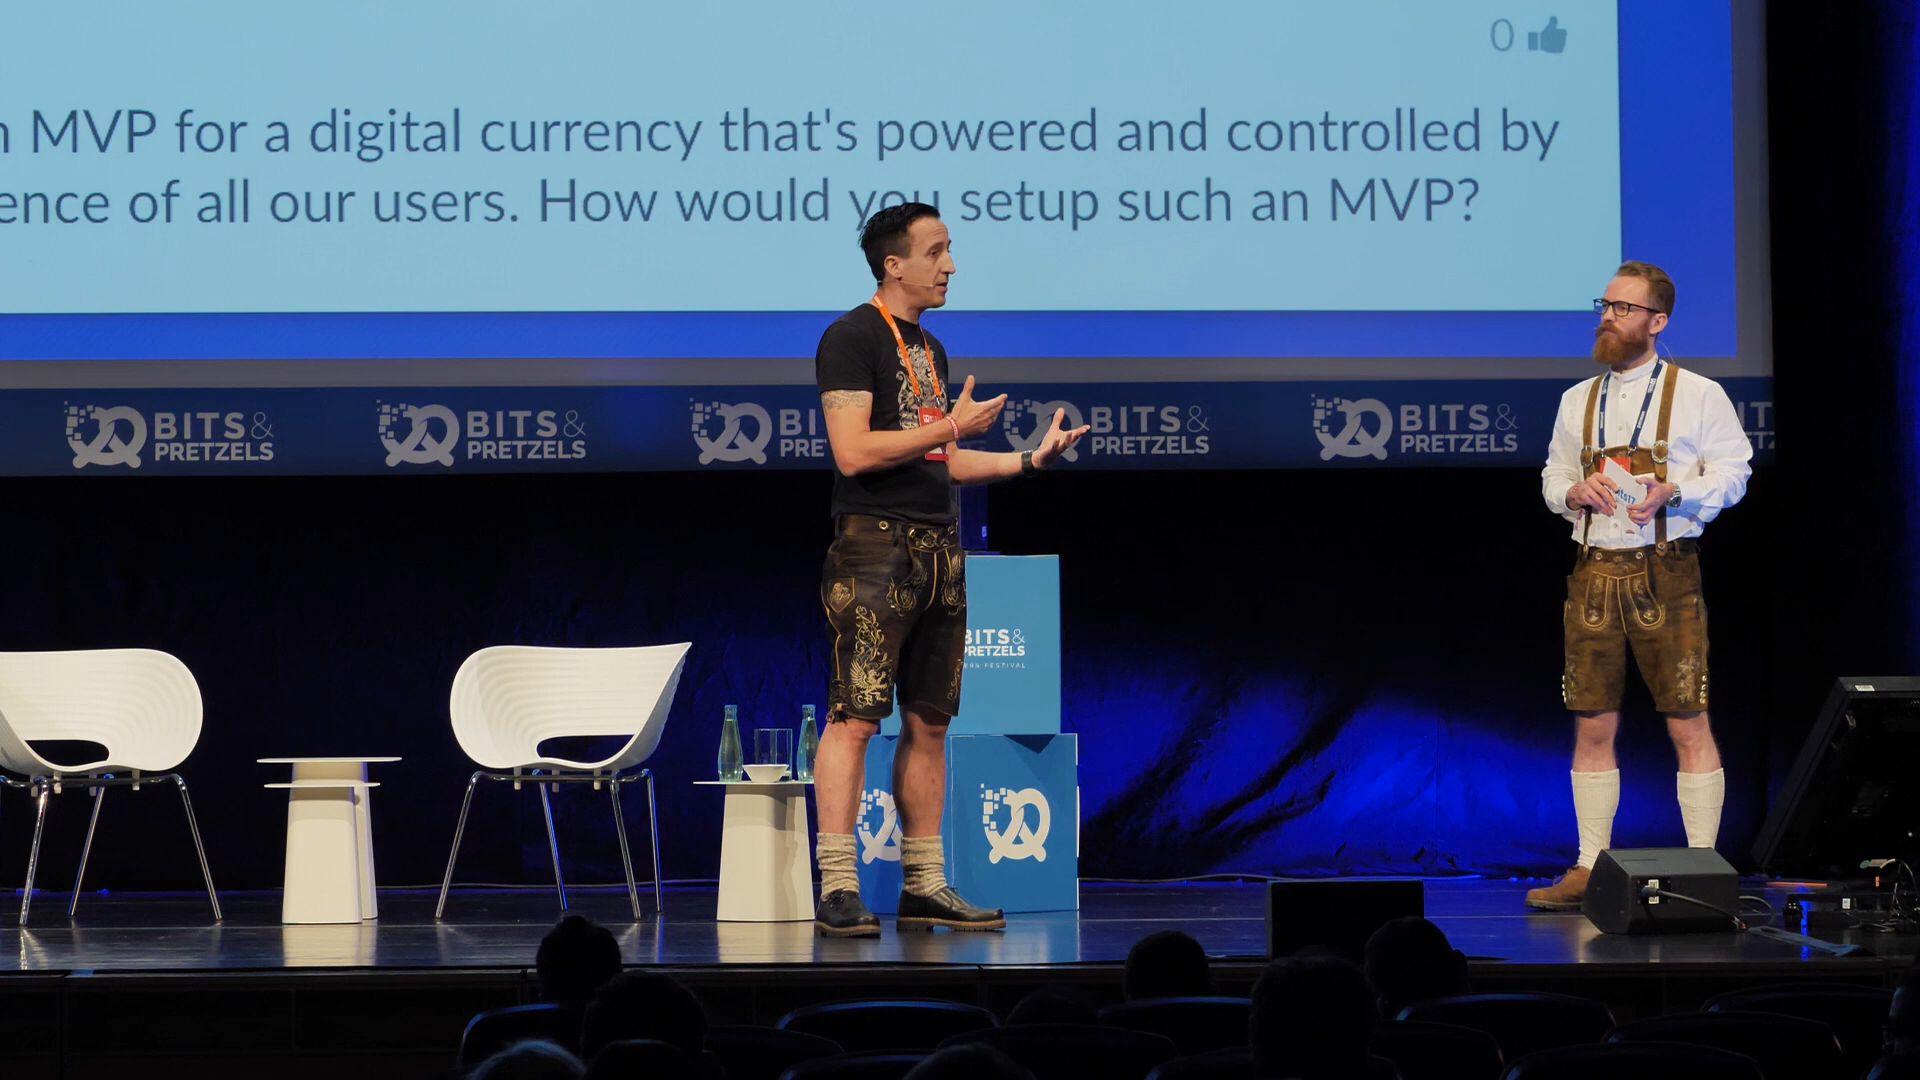 0
MVP for a digital currency that's powered and controlled by
of all our users. How would you setup such an MVP?
BITS&
PRETZELS
BITS&
PRETZELS
BITS&
PRETZELS
BITS&
PRETZELS
BITS&
PRETZELS